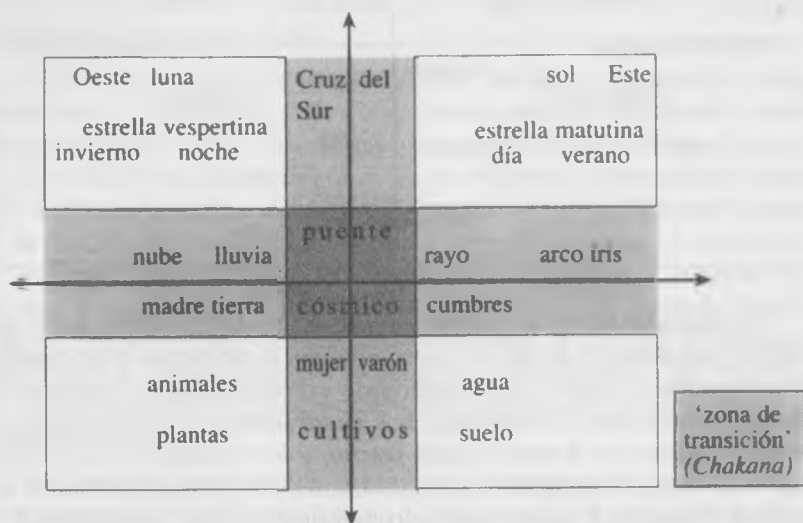 Oeste luna
estrella vespertina
invierno noche
Cruz del
Sur
sol Este
estrella matutina
día verano
puente
nube lluvia
rayo arco iris
madre tierra
cósmico
cumbres
mujer varón
animales
plantas
cultivos
agua
suelo
‘zona de
transición’
(Chakana)